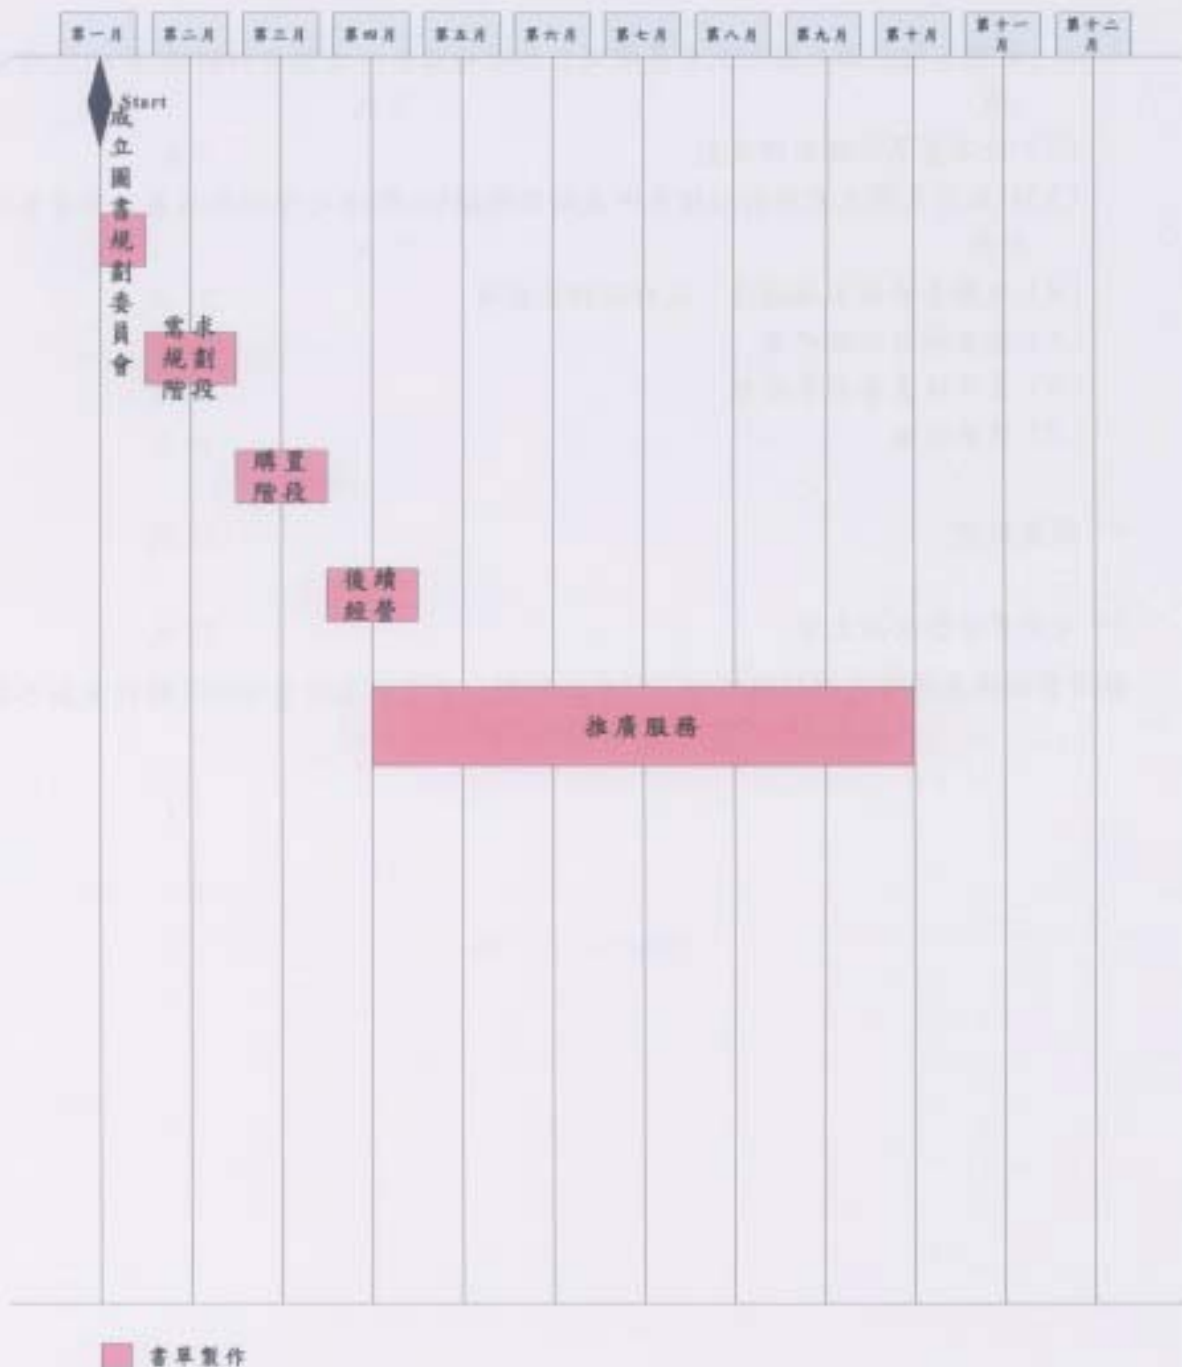 第一月
第二月
第三月
第四月
第五月
第六月
第七月
第八月
第九月
第十月
第十一
月
第十二
月
Start
成
立
圖
書
規
劃
委
員
會
需求
規劃
階段
購置
階段
後續
經營
推廣服務
書單製作